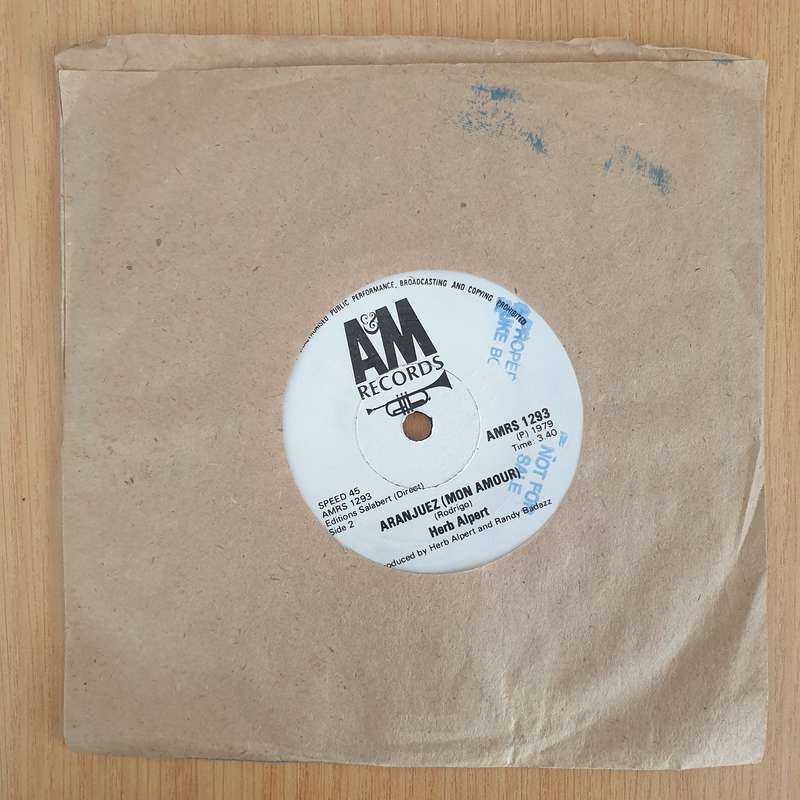 PUBLIC PERFORMANCE, BROADCASTING AND COPYING PROHIBITED
A&M
RECORDS
AMRS 1293
(P) 1979
Time: 3.40
SPEED 45
AMRS 1293
Editions Salabert (Direct)
Side 2
ARANJUEZ (MON AMOUR)
(Rodrigo)
Herb Alpert
oduced by Herb Alpert and Randy Badazz
NOT FOR
SALE